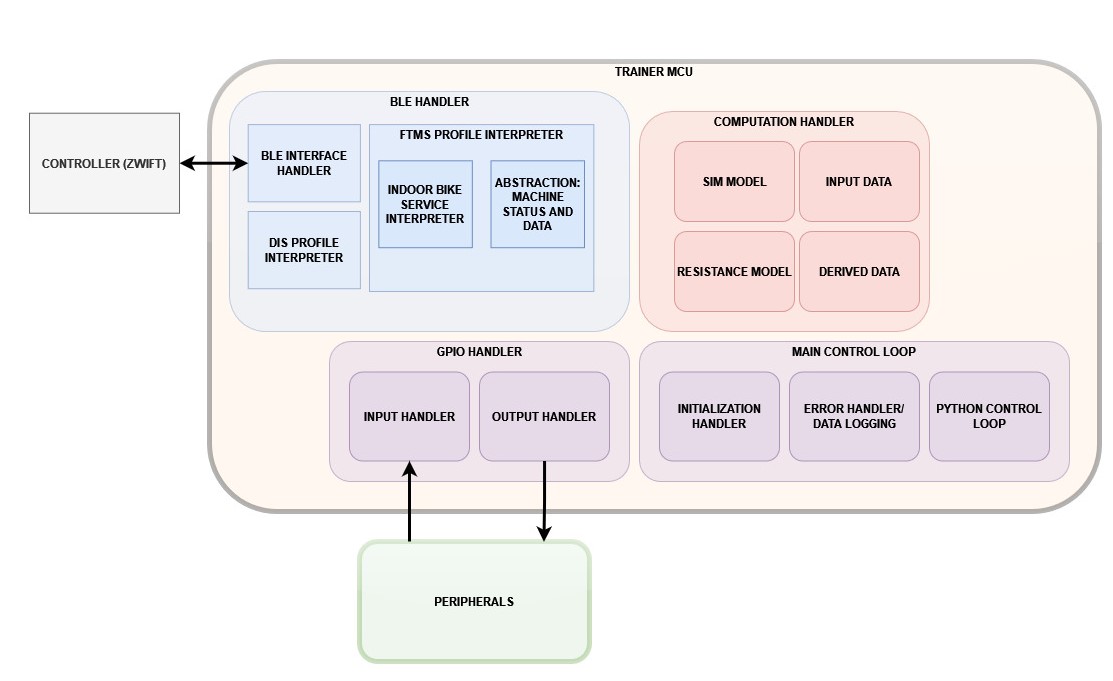 TRAINER MCU
BLE HANDLER
CONTROLLER (ZWIFT)
BLE INTERFACE
HANDLER
DIS PROFILE
INTERPRETER
FTMS PROFILE INTERPRETER
INDOOR BIKE
SERVICE
INTERPRETER
ABSTRACTION:
MACHINE
STATUS AND
DATA
COMPUTATION HANDLER
SIM MODEL
INPUT DATA
RESISTANCE MODEL
DERIVED DATA
GPIO HANDLER
INPUT HANDLER
OUTPUT HANDLER
MAIN CONTROL LOOP
INITIALIZATION
HANDLER
ERROR HANDLER/
DATA LOGGING
PYTHON CONTROL
LOOP
PERIPHERALS